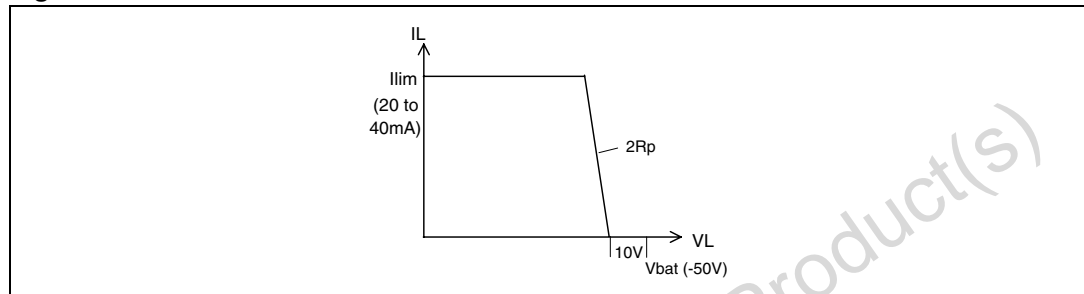 IL
Ilim
(20 to
40mA)
2Rp
VL
10V
Vbat (-50V)
Product(s)